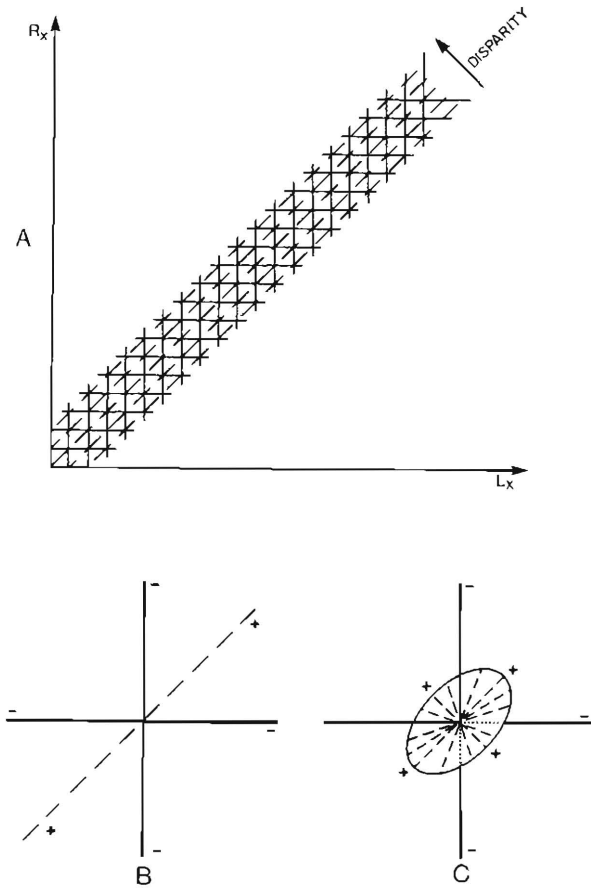 Rx
DISPARITY
A
Lx
- -
+ +
- - - -
+ +
+ +
- -
B C